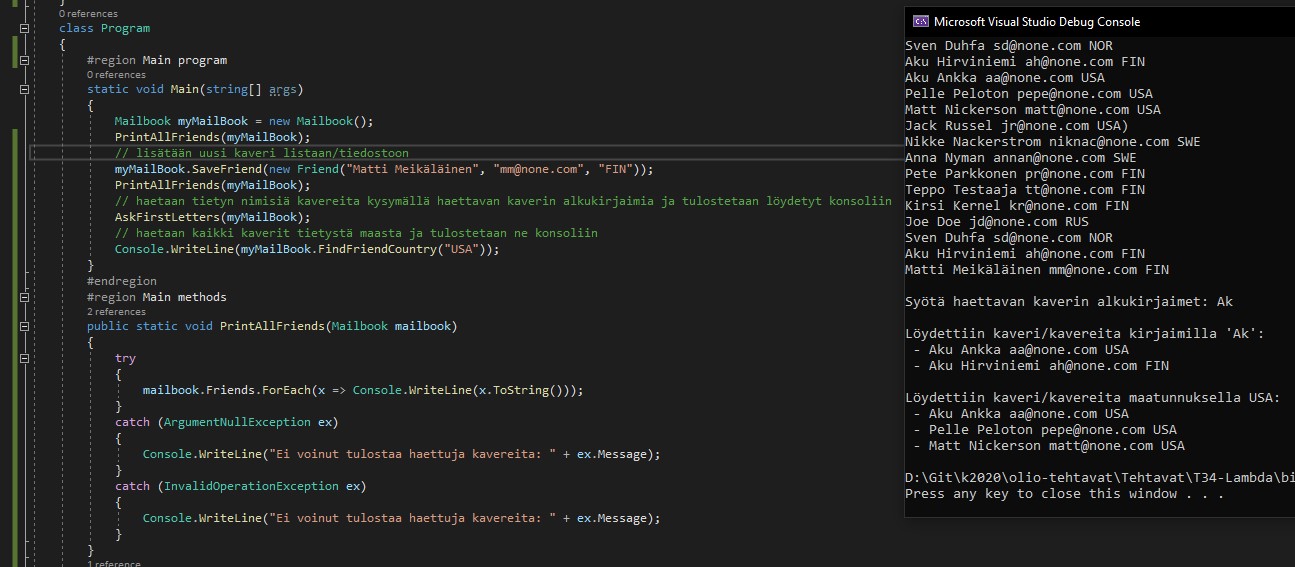 }
0 references
class Program
{
#region Main program
0 references
static void Main(string[] args)
{
Mailbook myMailBook = new Mailbook();
PrintAllFriends(myMailBook);
// lisätään uusi kaveri listaan/tiedostoon
myMailBook.SaveFriend(new Friend("Matti Meikäläinen", "mm@none.com", "FIN"));
PrintAllFriends(myMailBook);
// haetaan tietyn nimisiä kavereita kysymällä haettavan kaverin alkukirjaimia ja tulostetaan löydetyt konsoliin
AskFirstLetters(myMailBook);
// haetaan kaikki kaverit tietystä maasta ja tulostetaan ne konsoliin
Console.WriteLine(myMailBook.FindFriendCountry("USA"));
}
#endregion
#region Main methods
2 references
public static void PrintAllFriends(Mailbook mailbook)
{
try
{
mailbook.Friends.ForEach(x => Console.WriteLine(x.ToString()));
}
catch (ArgumentNullException ex)
{
Console.WriteLine("Ei voinut tulostaa haettuja kavereita: " + ex.Message);
}
catch (InvalidOperationException ex)
{
Console.WriteLine("Ei voinut tulostaa haettuja kavereita: " + ex.Message);
}
}
1 reference
C:\ Microsoft Visual Studio Debug Console
Sven Duhfa sd@none.com NOR
Aku Hirviniemi ah@none.com FIN
Aku Ankka aa@none.com USA
Pelle Peloton pepe@none.com USA
Matt Nickerson matt@none.com USA
Jack Russel jr@none.com USA)
Nikke Nackerstrom niknac@none.com SWE
Anna Nyman annan@none.com SWE
Pete Parkkonen pr@none.com FIN
Teppo Testaaja tt@none.com FIN
Kirsi Kernel kr@none.com FIN
Joe Doe jd@none.com RUS
Sven Duhfa sd@none.com NOR
Aku Hirviniemi ah@none.com FIN
Matti Meikäläinen mm@none.com FIN
Syötä haettavan kaverin alkukirjaimet: Ak
Löydettiin kaveri/kavereita kirjaimilla 'Ak':
- Aku Ankka aa@none.com USA
- Aku Hirviniemi ah@none.com FIN
Löydettiin kaveri/kavereita maatunnuksella USA:
- Aku Ankka aa@none.com USA
- Pelle Peloton pepe@none.com USA
- Matt Nickerson matt@none.com USA
D:\Git\k2020\olio-tehtavat\Tehtavat\T34-Lambda\bi
Press any key to close this window . . .